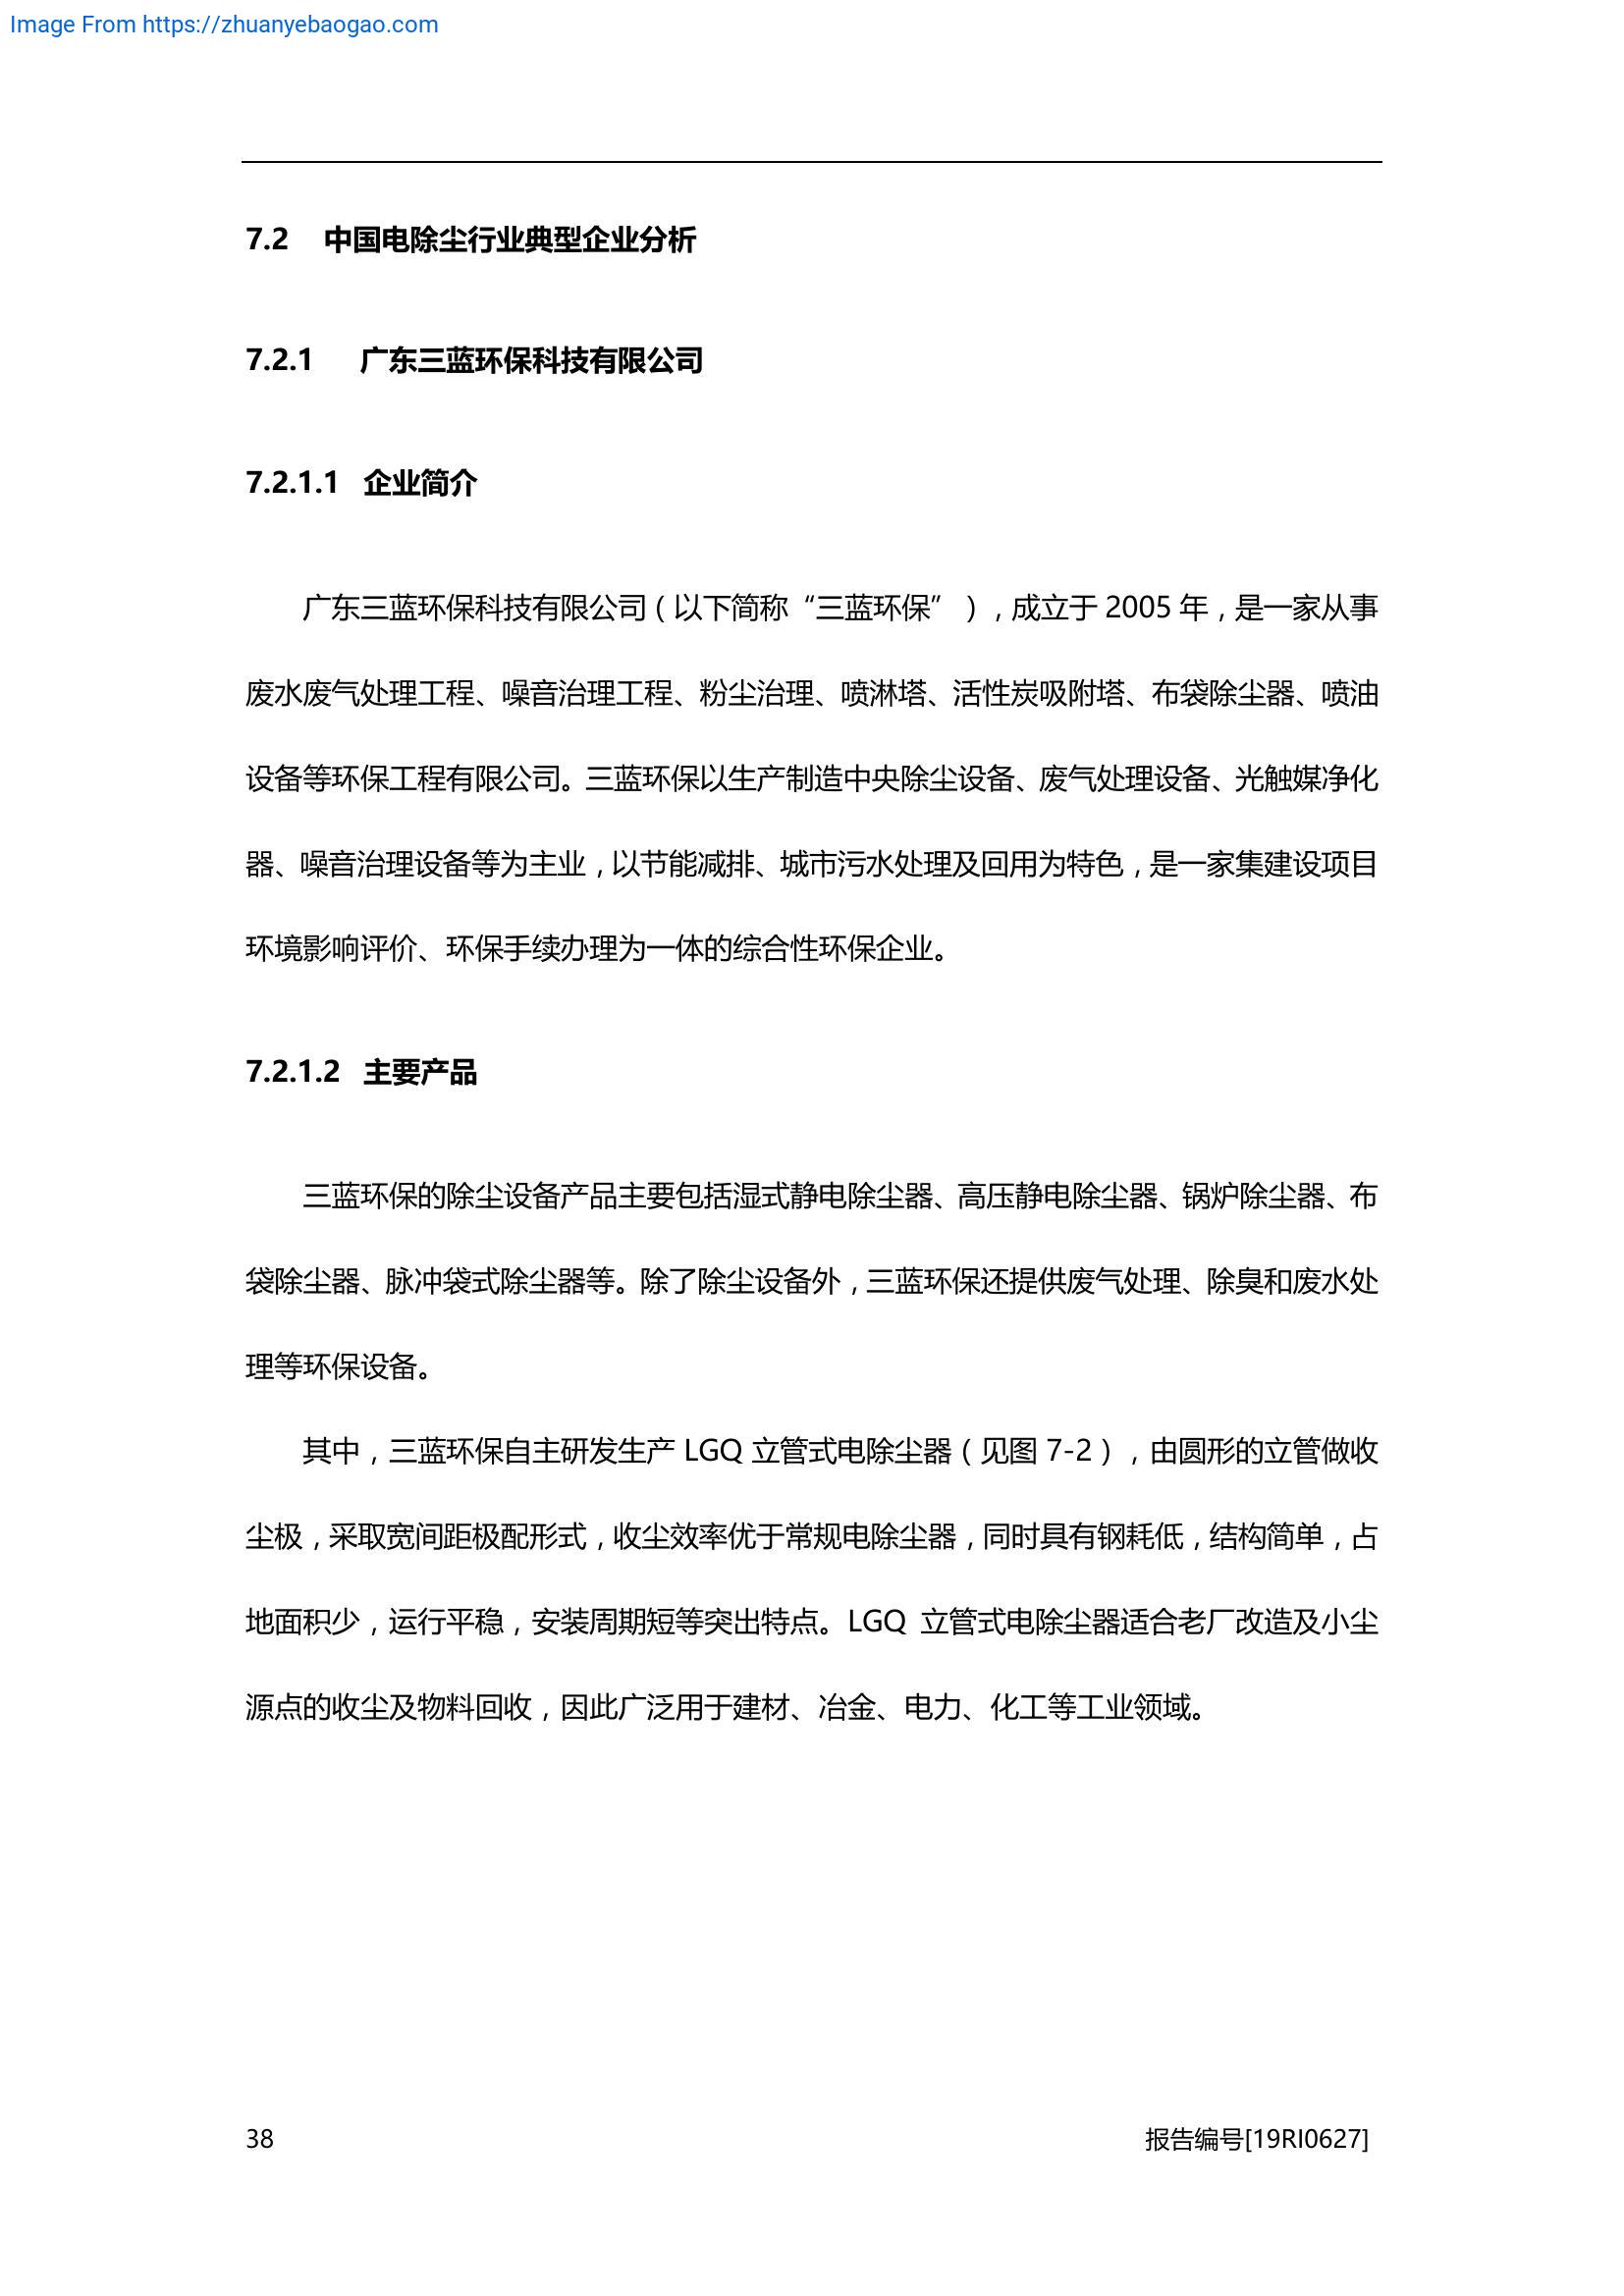 Image From https://zhuanyebaogao.com
7.2 中国电除尘行业典型企业分析
7.2.1 广东三蓝环保科技有限公司
7.2.1.1 企业简介
广东三蓝环保科技有限公司（以下简称“三蓝环保”），成立于 2005 年，是一家从事
废水废气处理工程、噪音治理工程、粉尘治理、喷淋塔、活性炭吸附塔、布袋除尘器、喷油
设备等环保工程有限公司。三蓝环保以生产制造中央除尘设备、废气处理设备、光触媒净化
器、噪音治理设备等为主业，以节能减排、城市污水处理及回用为特色，是一家集建设项目
环境影响评价、环保手续办理为一体的综合性环保企业。
7.2.1.2 主要产品
三蓝环保的除尘设备产品主要包括湿式静电除尘器、高压静电除尘器、锅炉除尘器、布
袋除尘器、脉冲袋式除尘器等。除了除尘设备外，三蓝环保还提供废气处理、除臭和废水处
理等环保设备。
其中，三蓝环保自主研发生产 LGQ 立管式电除尘器（见图 7-2），由圆形的立管做收
尘极，采取宽间距极配形式，收尘效率优于常规电除尘器，同时具有钢耗低，结构简单，占
地面积少，运行平稳，安装周期短等突出特点。LGQ 立管式电除尘器适合老厂改造及小尘
源点的收尘及物料回收，因此广泛用于建材、冶金、电力、化工等工业领域。
38 报告编号[19RI0627]